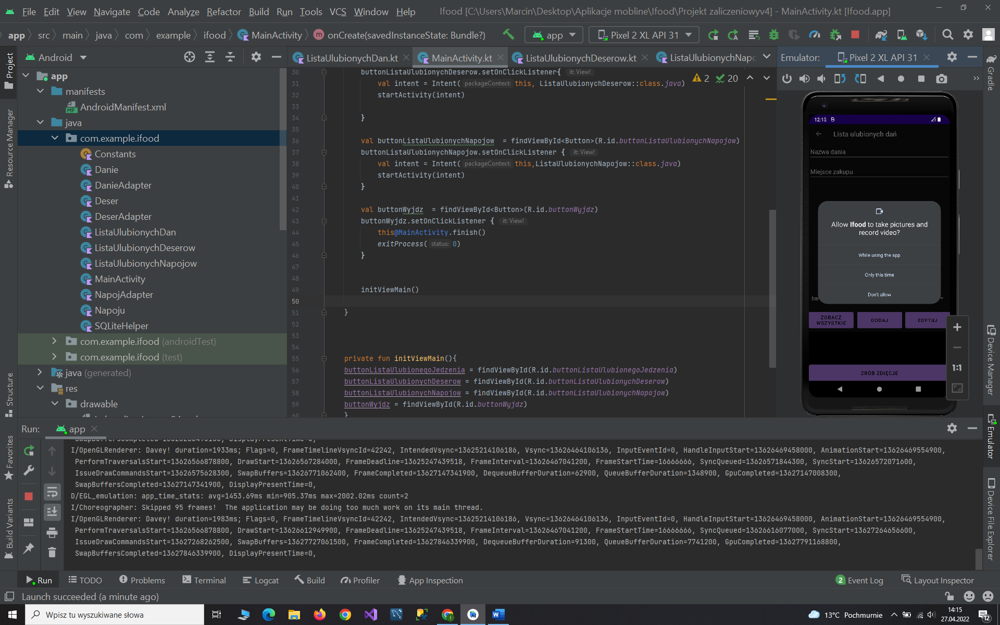 File Edit View Navigate Code Analyze Refactor Build Run Tools VCS Window Help Ifood [C:\Users\Marcin\Desktop\Aplikacje mobline\Ifood\Projekt zaliczeniowyv4] - MainActivity.kt [Ifood.app]
app src main java com example ifood MainActivity onCreate(savedInstanceState: Bundle?) app Pixel 2 XL API 31
Android
ListaUlubionychDan.kt MainActivity.kt ListaUlubionychDeserow.kt ListaUlubionychNapo
Emulator: Pixel 2 XL API 31
Project
Resource Manager
Structure
Favorites
Build Variants
app
manifests
AndroidManifest.xml
java
com.example.ifood
Constants
Danie
DanieAdapter
Deser
DeserAdapter
ListaUlubionychDan
ListaUlubionychDeserow
ListaUlubionychNapojow
MainActivity
NapojAdapter
Napoju
SQLiteHelper
com.example.ifood (androidTest)
com.example.ifood (test)
java (generated)
res
drawable
2 20
30 buttonListaUlubionychDeserow.setOnClickListener{ it: View!
31 val intent = Intent( packageContext: this, ListaUlubionychDeserow::class.java)
32 startActivity(intent)
33
34 }
35
36 val buttonListaUlubionychNapojow = findViewById<Button>(R.id.buttonListaUlubionychNapojow)
37 buttonListaUlubionychNapojow.setOnClickListener { it: View!
38 val intent = Intent( packageContext: this,ListaUlubionychNapojow::class.java)
39 startActivity(intent)
40 }
41
42 val buttonWyjdz = findViewById<Button>(R.id.buttonWyjdz)
43 buttonWyjdz.setOnClickListener { it: View!
44 this@MainActivity.finish()
45 exitProcess( status: 0)
46 }
47
48
49 initViewMain()
50
51 }
52
53
54
55 private fun initViewMain(){
56 buttonListaUlubionegoJedzenia = findViewById(R.id.buttonListaUlubionegoJedzenia)
57 buttonListaUlubionychDeserow = findViewById(R.id.buttonListaUlubionychDeserow)
58 buttonListaUlubionychNapojow = findViewById(R.id.buttonListaUlubionychNapojow)
59 buttonWyjdz = findViewById(R.id.buttonWyjdz)
60 }
12:15
Lista ulubionych dań
Nazwa dania
Miejsce zakupu
Allow Ifood to take pictures and
record video?
While using the app
Only this time
Don't allow
bar
ZOBACZ
WSZYSTKIE
DODAJ
EDYTUJ
ZRÓB ZDJĘCIE
1:1
Gradle
Device Manager
Emulator
Device File Explorer
Run: app
I/OpenGLRenderer: Davey! duration=1933ms; Flags=0, FrameTimelineVsyncId=42242, IntendedVsync=13625214106186, Vsync=13626464106136, InputEventId=0, HandleInputStart=13626469458000, AnimationStart=13626469554900,
PerformTraversalsStart=13626566878800, DrawStart=13626567284000, FrameDeadline=13625247439518, FrameInterval=13626467041200, FrameStartTime=16666666, SyncQueued=13626571844300, SyncStart=13626572071600,
IssueDrawCommandsStart=13626575628300, SwapBuffers=13626771062400, FrameCompleted=13627147341900, DequeueBufferDuration=62900, QueueBufferDuration=1348900, GpuCompleted=13627147008300,
SwapBuffersCompleted=13627147341900, DisplayPresentTime=0,
D/EGL_emulation: app_time_stats: avg=1453.69ms min=905.37ms max=2002.02ms count=2
I/Choreographer: Skipped 95 frames!  The application may be doing too much work on its main thread.
I/OpenGLRenderer: Davey! duration=1983ms; Flags=0, FrameTimelineVsyncId=42242, IntendedVsync=13625214106186, Vsync=13626464106136, InputEventId=0, HandleInputStart=13626469458000, AnimationStart=13626469554900,
PerformTraversalsStart=13626566878800, DrawStart=13626612949900, FrameDeadline=13625247439518, FrameInterval=13626467041200, FrameStartTime=16666666, SyncQueued=13626616077000, SyncStart=13627264656600,
IssueDrawCommandsStart=13627268262500, SwapBuffers=13627727061500, FrameCompleted=13627846339900, DequeueBufferDuration=91300, QueueBufferDuration=7741200, GpuCompleted=13627791168800,
SwapBuffersCompleted=13627846339900, DisplayPresentTime=0,
Run TODO Problems Terminal Logcat Build Profiler App Inspection 2 Event Log Layout Inspector
Launch succeeded (a minute ago)
Wpisz tu wyszukiwane słowa
13°C Pochmurnie
14:15
27.04.2022
12